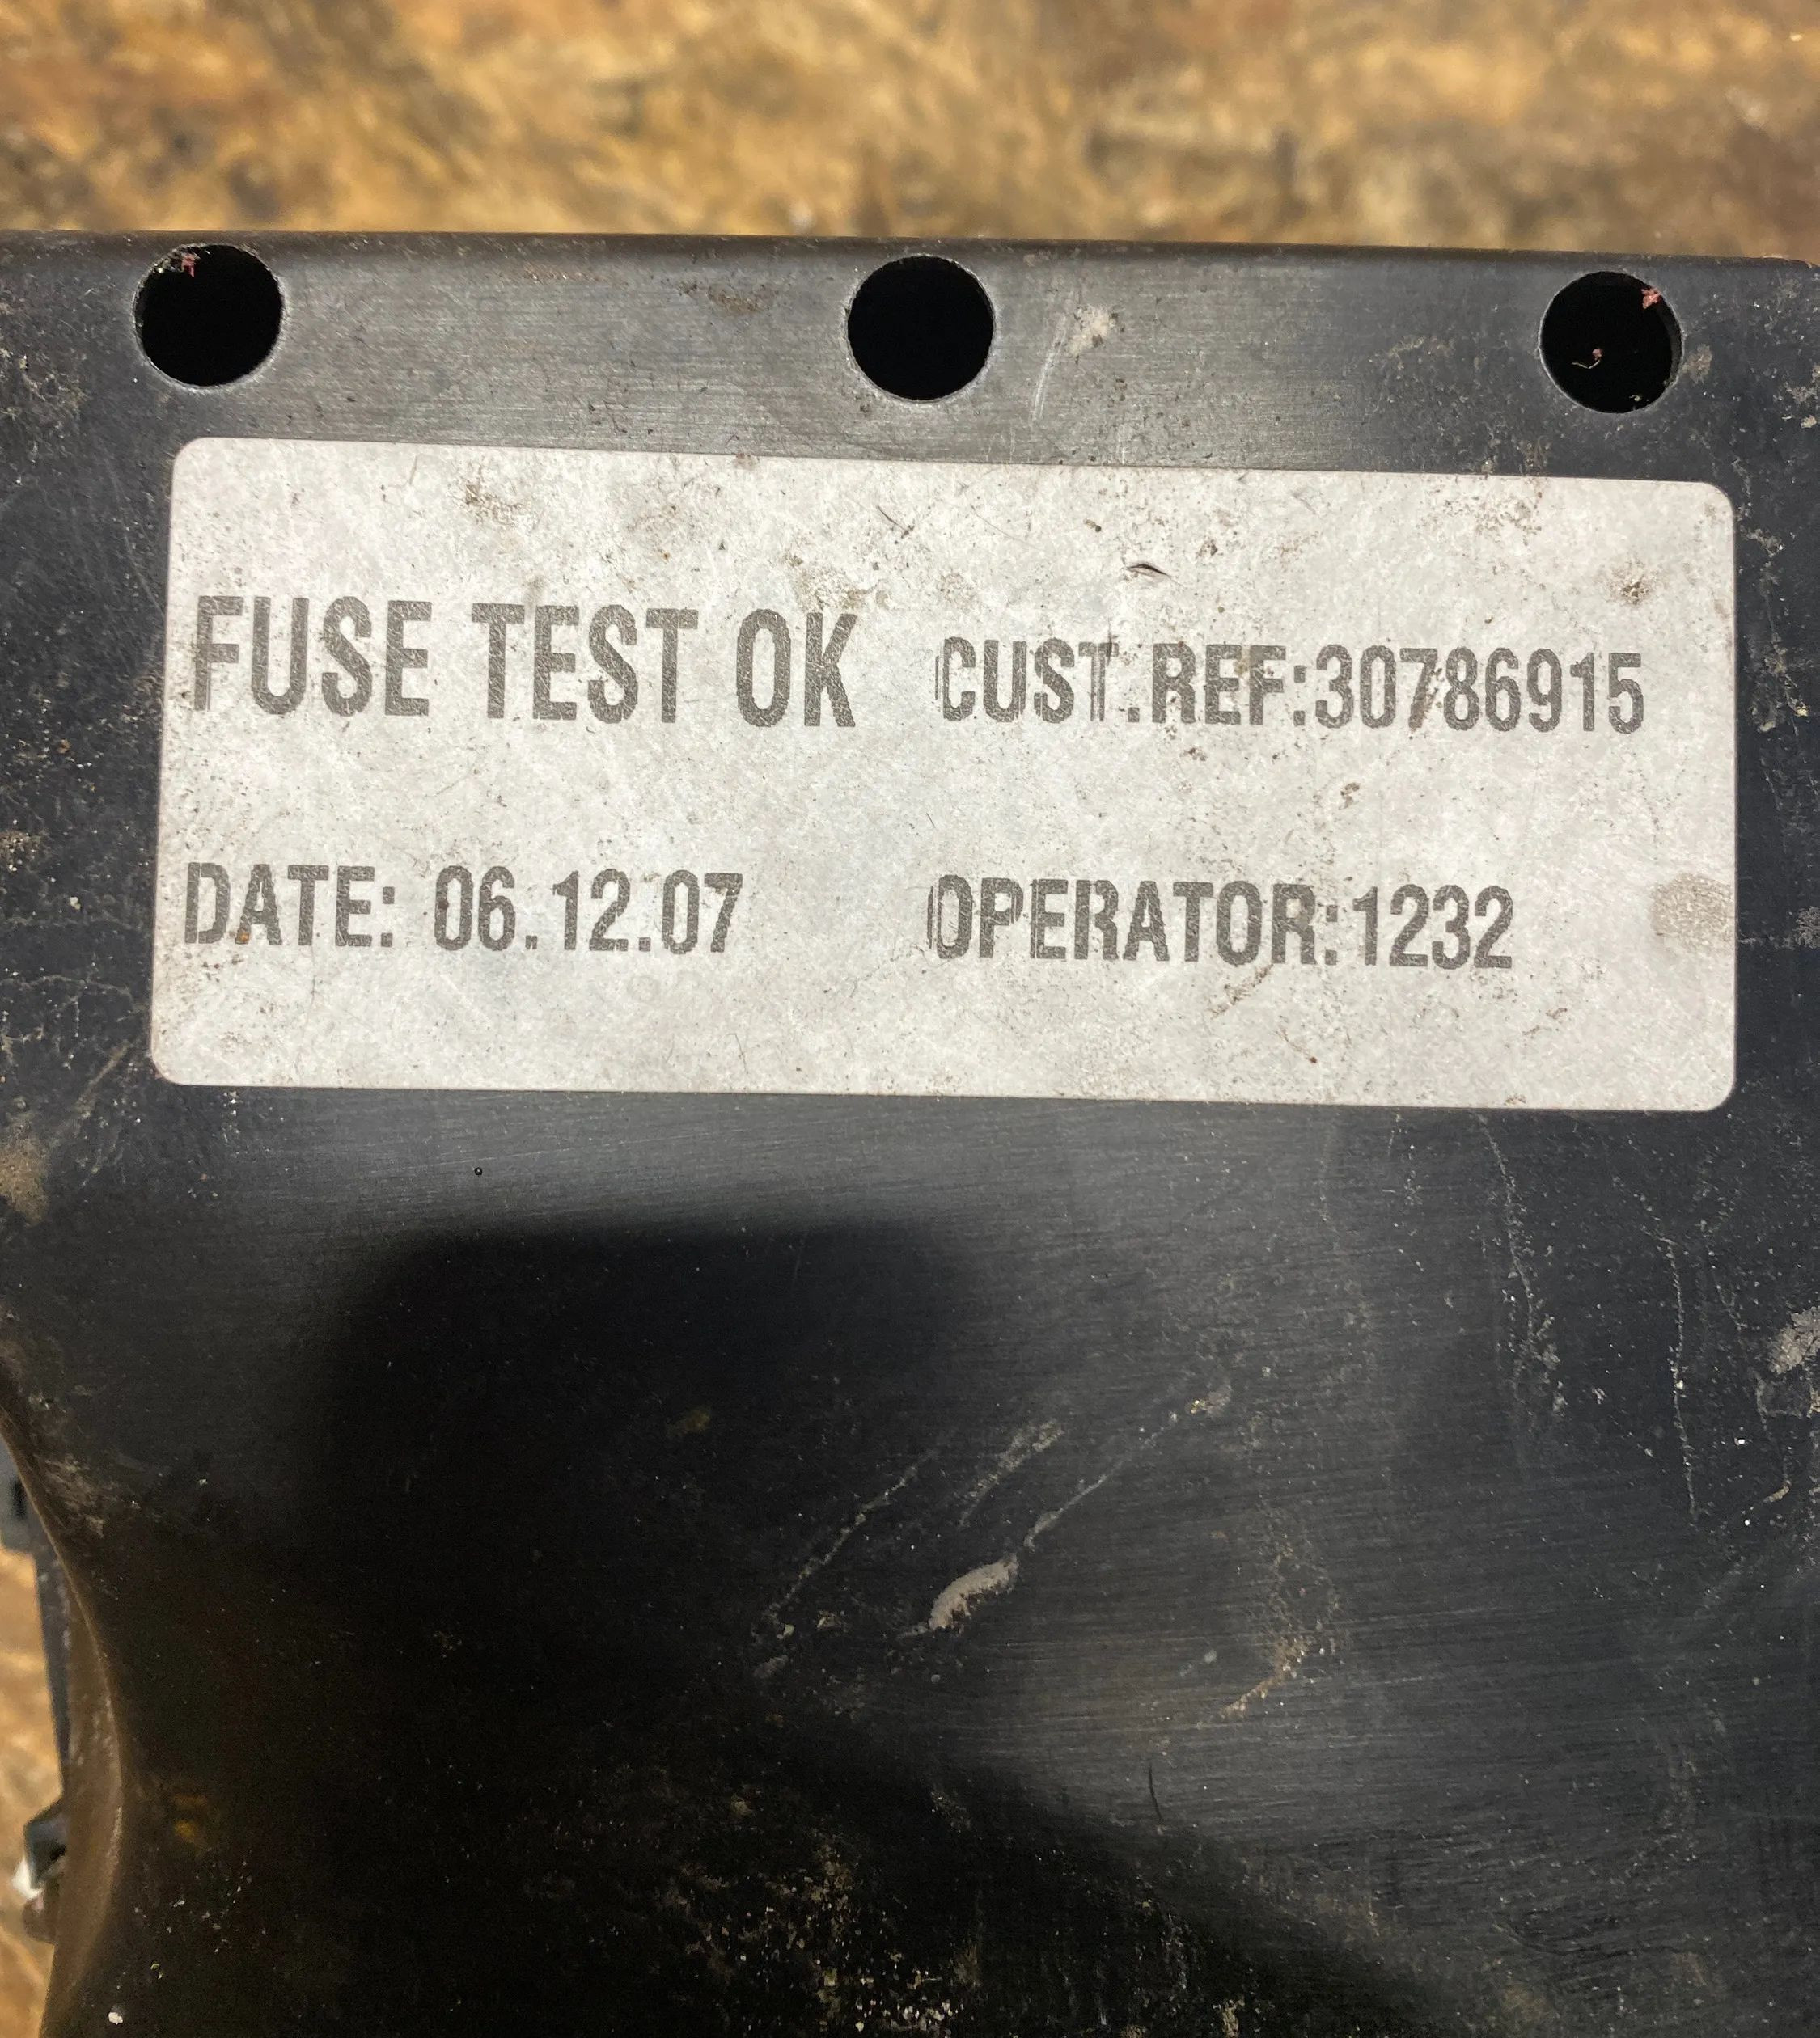 FUSE TEST OK CUST.REF:30786915
DATE: 06.12.07 OPERATOR:1232